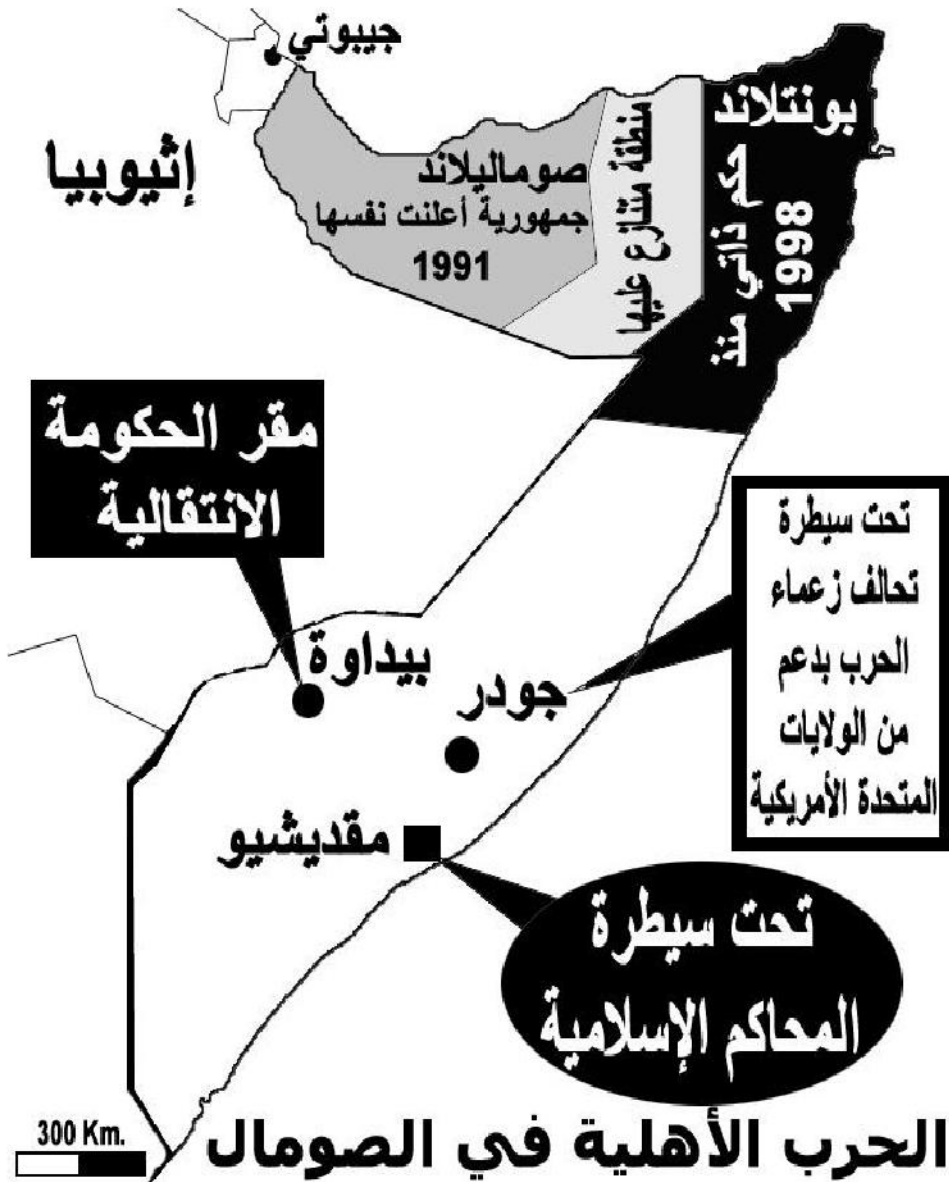 جيبوتي
إثيوبيا
صوماليلاند
جمهورية أعلنت نفسها
1991
منطقة متنازع عليها
بونتلاند
حكم ذاتي منذ
1998
مقر الحكومة
الانتقالية
بيداوة
جودر
تحت سيطرة
تحالف زعماء
الحرب بدعم
من الولايات
المتحدة الأمريكية
مقديشيو
تحت سيطرة
المحاكم الإسلامية
300 Km.
الحرب الأهلية في الصومال